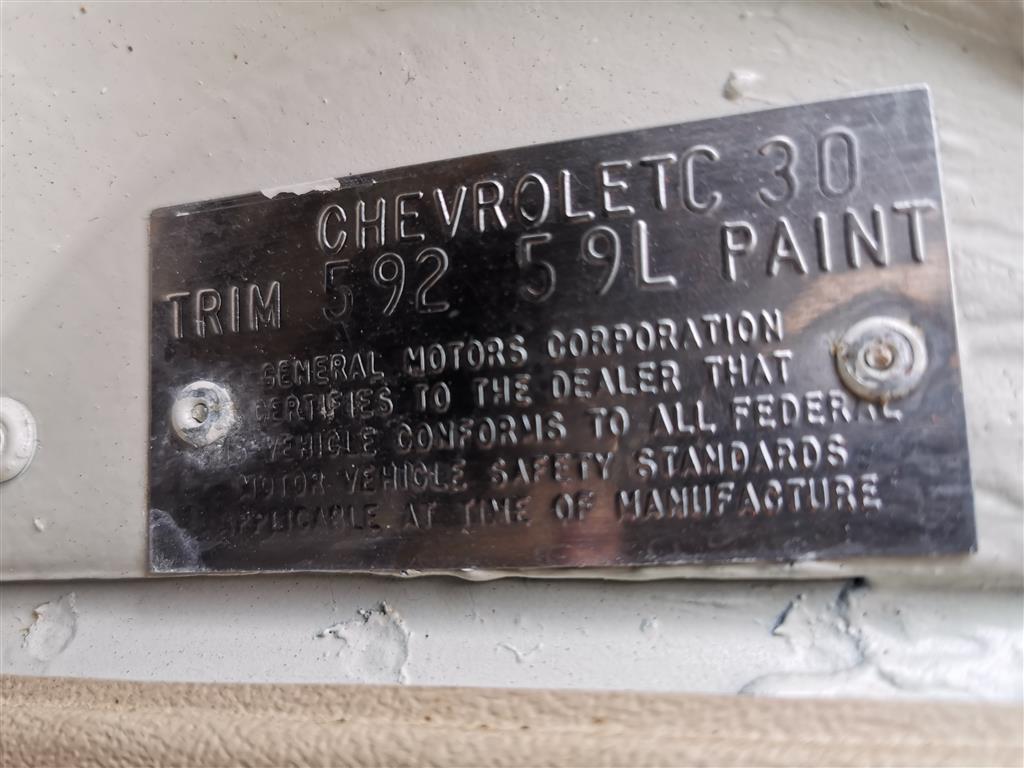 CHEVROLET C 30
TRIM 592 59L PAINT
GENERAL MOTORS CORPORATION
CERTIFIES TO THE DEALER THAT
VEHICLE CONFORMS TO ALL FEDERAL
MOTOR VEHICLE SAFETY STANDARDS
APPLICABLE AT TIME OF MANUFACTURE